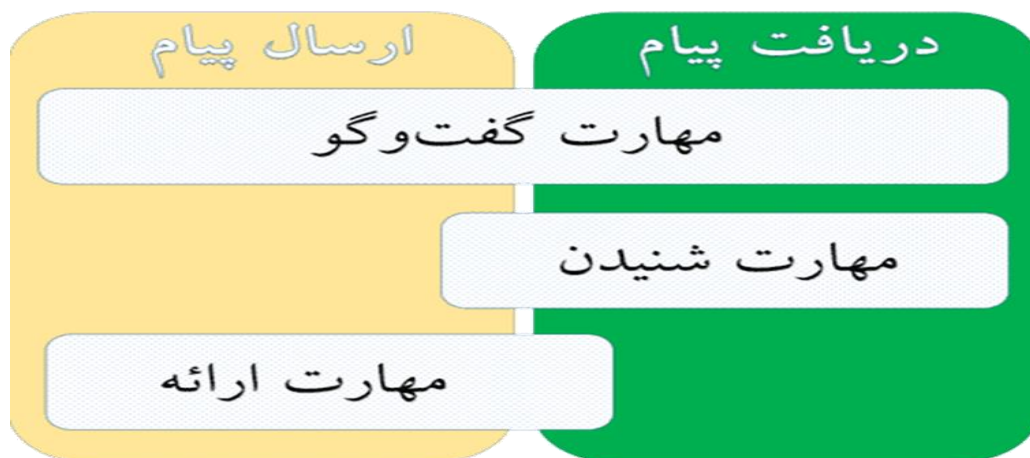 دریافت پیام
ارسال پیام
مهارت گفت‌وگو
مهارت شنیدن
مهارت ارائه